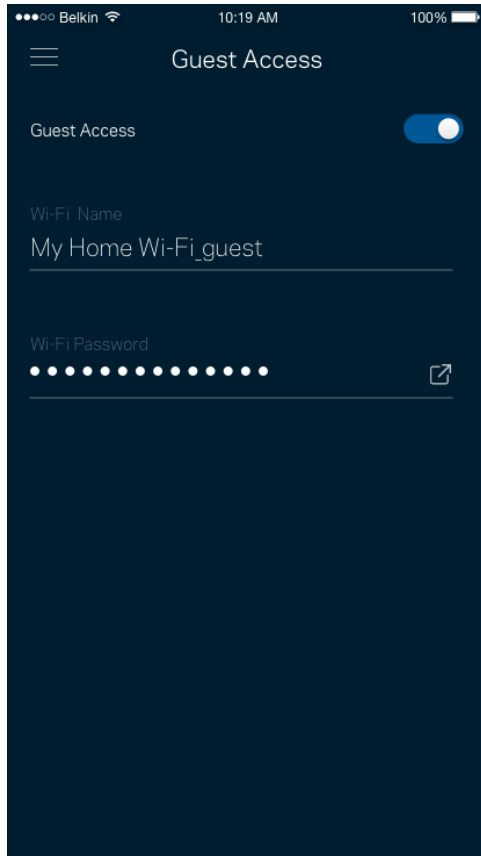 Belkin 10:19 AM 100%
Guest Access
Guest Access
Wi-Fi Name
My Home Wi-Fi_guest
Wi-Fi Password
••••••••••••••